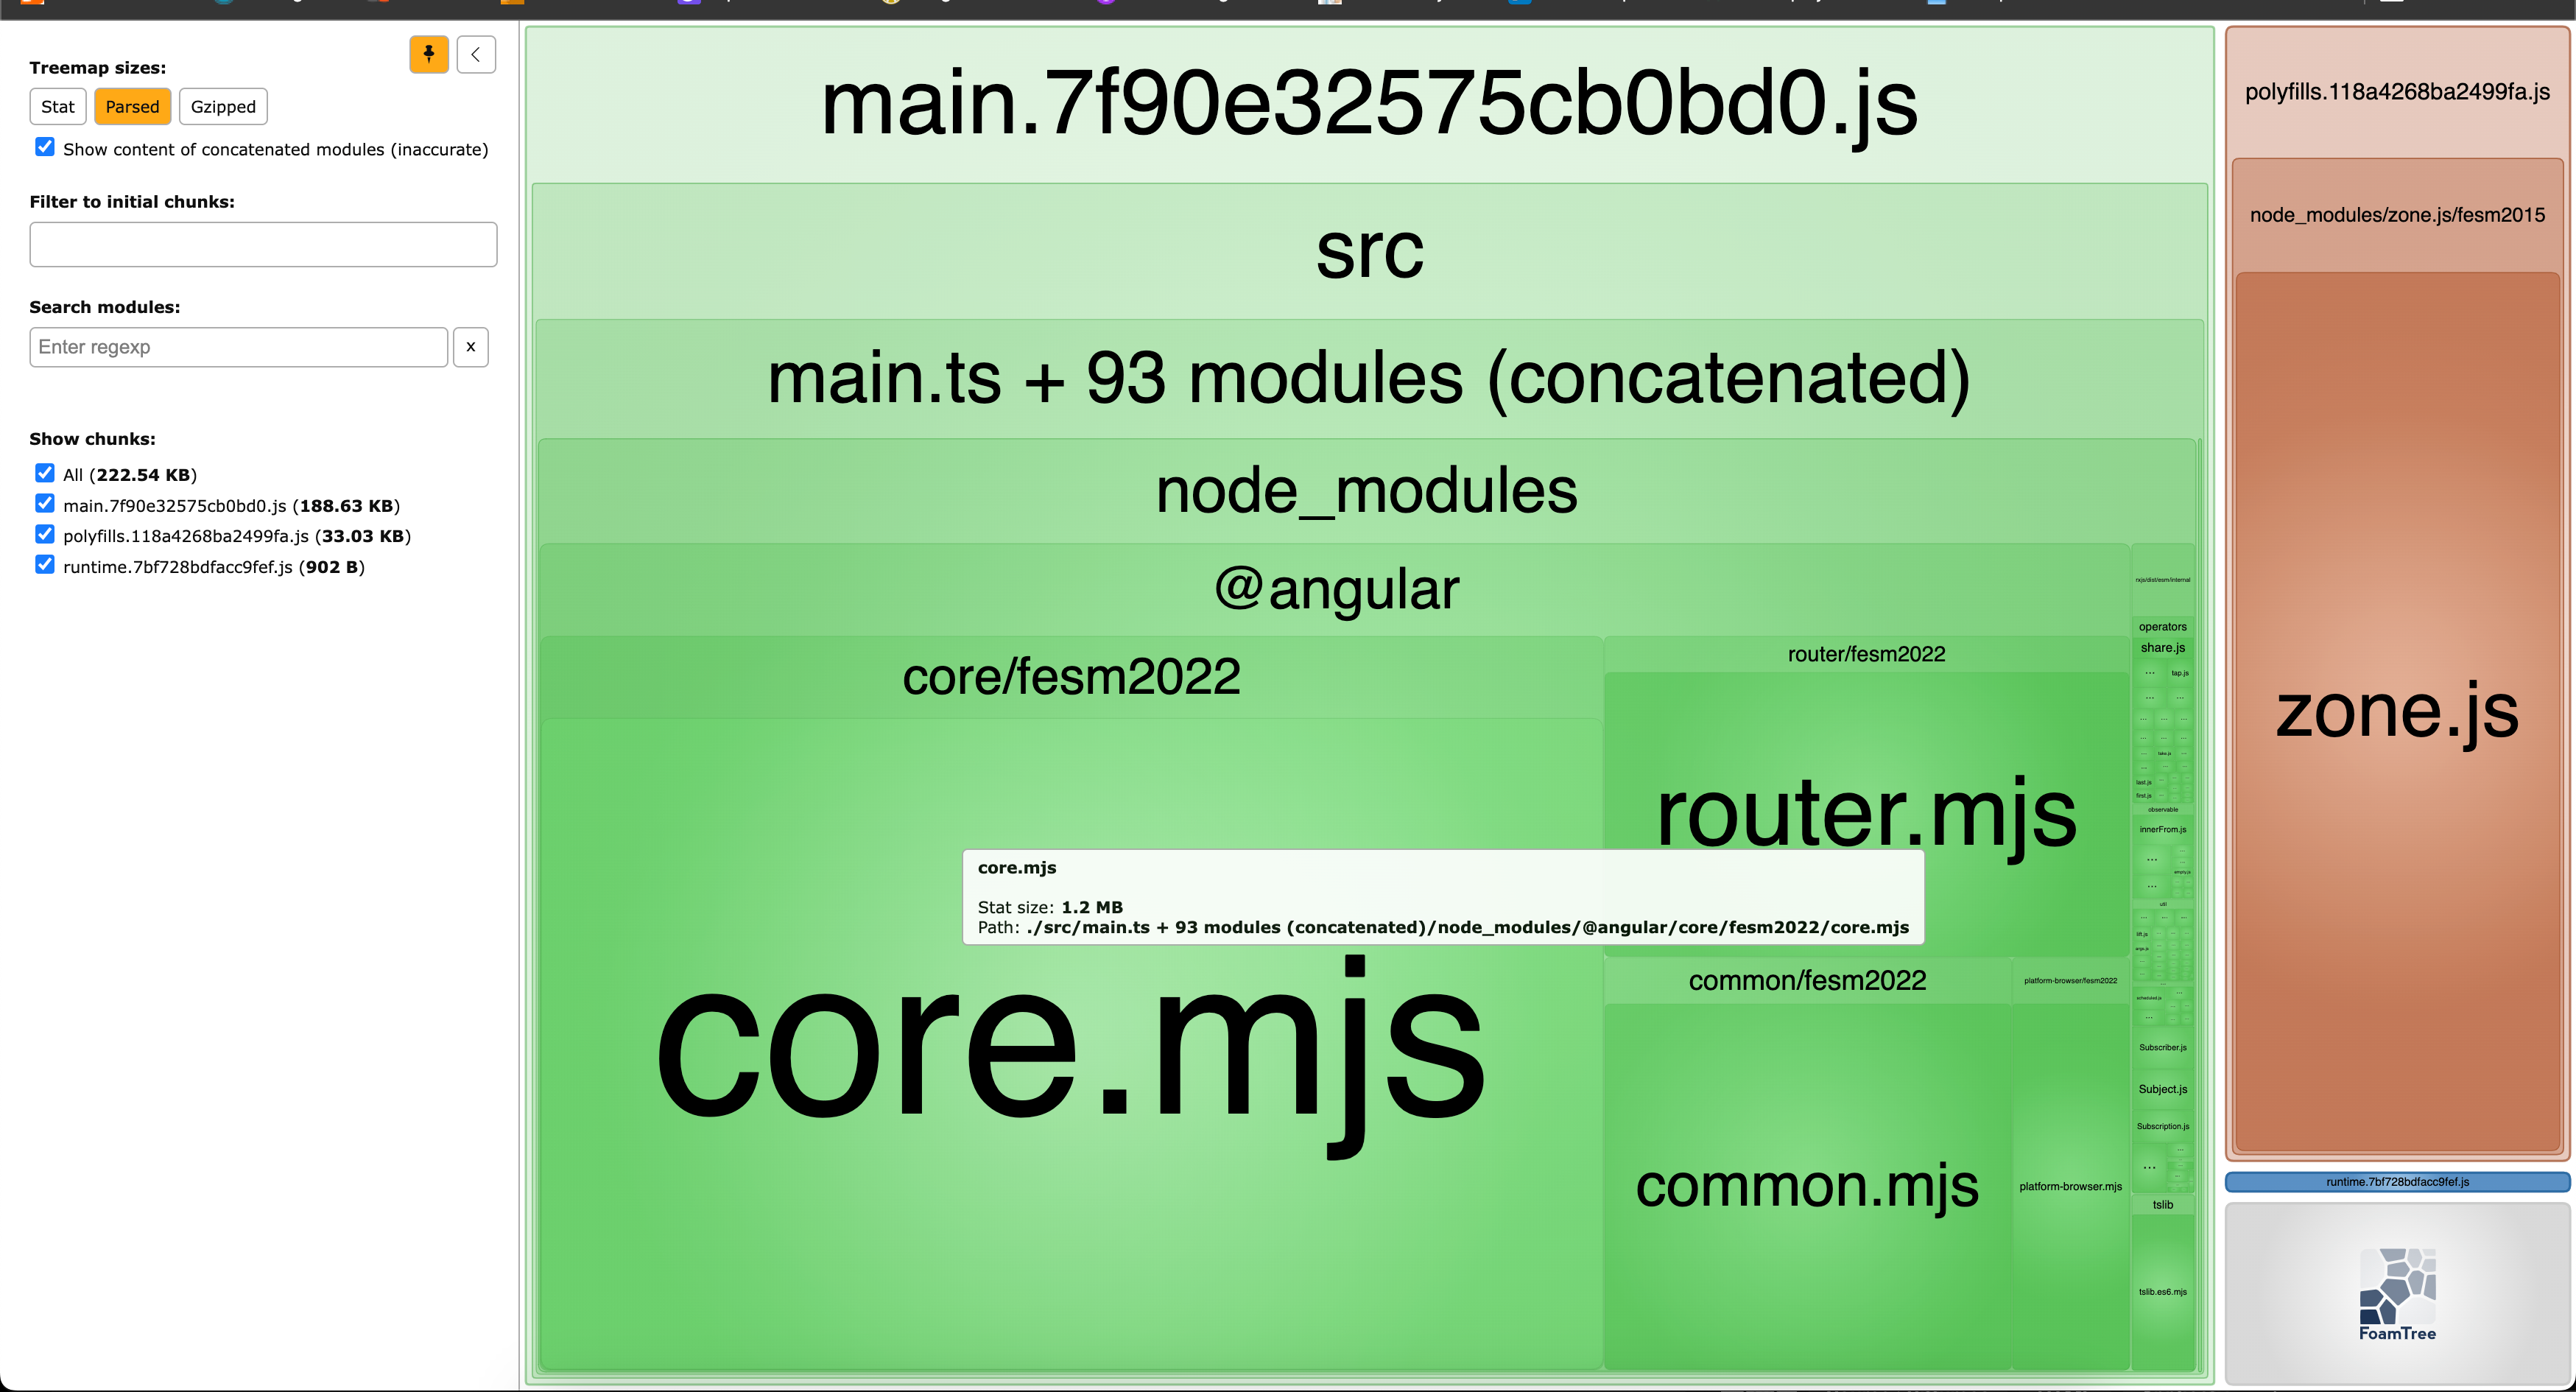 Treemap sizes:
Stat
Parsed
Gzipped
Show content of concatenated modules (inaccurate)
Filter to initial chunks:
Search modules:
Enter regexp
x
Show chunks:
All (222.54 KB)
main.7f90e32575cb0bd0.js (188.63 KB)
polyfills.118a4268ba2499fa.js (33.03 KB)
runtime.7bf728bdfacc9fef.js (902 B)
main.7f90e32575cb0bd0.js
src
main.ts + 93 modules (concatenated)
node_modules
@angular
core/fesm2022
core.mjs
core.mjs
Stat size: 1.2 MB
Path: ./src/main.ts + 93 modules (concatenated)/node_modules/@angular/core/fesm2022/core.mjs
router/fesm2022
router.mjs
common/fesm2022
common.mjs
platform-browser/fesm2022
platform-browser.mjs
rxjs/dist/esm/internal
operators
share.js
... tap.js
take.js
last.js
first.js
observable
innerFrom.js
empty.js
util
lift.js
scheduled.js
Subscriber.js
Subject.js
Subscription.js
tslib
tslib.es6.mjs
polyfills.118a4268ba2499fa.js
node_modules/zone.js/fesm2015
zone.js
runtime.7bf728bdfacc9fef.js
FoamTree